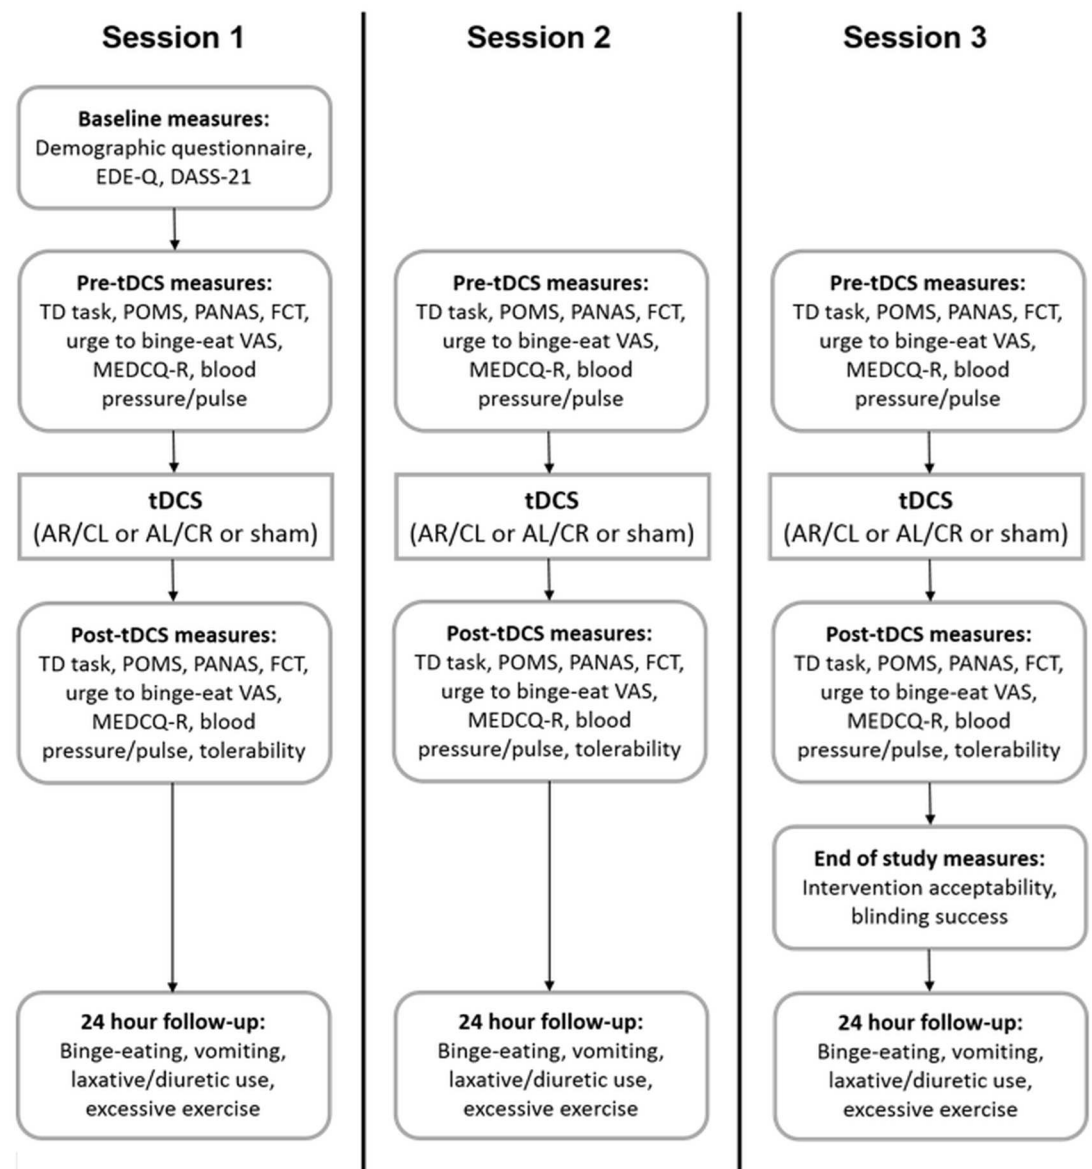 Session 1
Baseline measures:
Demographic questionnaire,
EDE-Q, DASS-21
Pre-tDCS measures:
TD task, POMS, PANAS, FCT,
urge to binge-eat VAS,
MEDCQ-R, blood
pressure/pulse
tDCS
(AR/CL or AL/CR or sham)
Post-tDCS measures:
TD task, POMS, PANAS, FCT,
urge to binge-eat VAS,
MEDCQ-R, blood
pressure/pulse, tolerability
24 hour follow-up:
Binge-eating, vomiting,
laxative/diuretic use,
excessive exercise
Session 2
Pre-tDCS measures:
TD task, POMS, PANAS, FCT,
urge to binge-eat VAS,
MEDCQ-R, blood
pressure/pulse
tDCS
(AR/CL or AL/CR or sham)
Post-tDCS measures:
TD task, POMS, PANAS, FCT,
urge to binge-eat VAS,
MEDCQ-R, blood
pressure/pulse, tolerability
24 hour follow-up:
Binge-eating, vomiting,
laxative/diuretic use,
excessive exercise
Session 3
Pre-tDCS measures:
TD task, POMS, PANAS, FCT,
urge to binge-eat VAS,
MEDCQ-R, blood
pressure/pulse
tDCS
(AR/CL or AL/CR or sham)
Post-tDCS measures:
TD task, POMS, PANAS, FCT,
urge to binge-eat VAS,
MEDCQ-R, blood
pressure/pulse, tolerability
End of study measures:
Intervention acceptability,
blinding success
24 hour follow-up:
Binge-eating, vomiting,
laxative/diuretic use,
excessive exercise